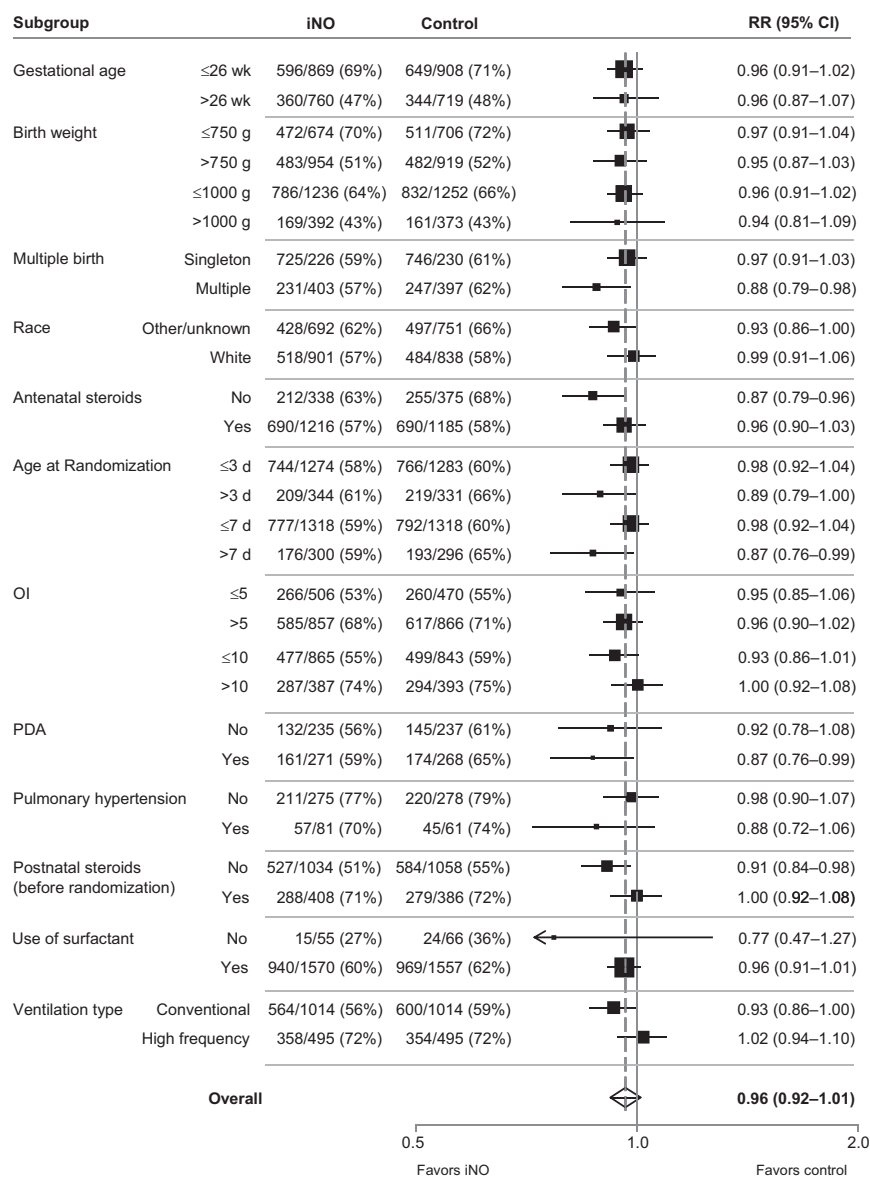 Subgroup iNO Control RR (95% CI)
Gestational age ≤26 wk 596/869 (69%) 649/908 (71%) 0.96 (0.91–1.02)
>26 wk 360/760 (47%) 344/719 (48%) 0.96 (0.87–1.07)
Birth weight ≤750 g 472/674 (70%) 511/706 (72%) 0.97 (0.91–1.04)
>750 g 483/954 (51%) 482/919 (52%) 0.95 (0.87–1.03)
≤1000 g 786/1236 (64%) 832/1252 (66%) 0.96 (0.91–1.02)
>1000 g 169/392 (43%) 161/373 (43%) 0.94 (0.81–1.09)
Multiple birth Singleton 725/226 (59%) 746/230 (61%) 0.97 (0.91–1.03)
Multiple 231/403 (57%) 247/397 (62%) 0.88 (0.79–0.98)
Race Other/unknown 428/692 (62%) 497/751 (66%) 0.93 (0.86–1.00)
White 518/901 (57%) 484/838 (58%) 0.99 (0.91–1.06)
Antenatal steroids No 212/338 (63%) 255/375 (68%) 0.87 (0.79–0.96)
Yes 690/1216 (57%) 690/1185 (58%) 0.96 (0.90–1.03)
Age at Randomization ≤3 d 744/1274 (58%) 766/1283 (60%) 0.98 (0.92–1.04)
>3 d 209/344 (61%) 219/331 (66%) 0.89 (0.79–1.00)
≤7 d 777/1318 (59%) 792/1318 (60%) 0.98 (0.92–1.04)
>7 d 176/300 (59%) 193/296 (65%) 0.87 (0.76–0.99)
OI ≤5 266/506 (53%) 260/470 (55%) 0.95 (0.85–1.06)
>5 585/857 (68%) 617/866 (71%) 0.96 (0.90–1.02)
≤10 477/865 (55%) 499/843 (59%) 0.93 (0.86–1.01)
>10 287/387 (74%) 294/393 (75%) 1.00 (0.92–1.08)
PDA No 132/235 (56%) 145/237 (61%) 0.92 (0.78–1.08)
Yes 161/271 (59%) 174/268 (65%) 0.87 (0.76–0.99)
Pulmonary hypertension No 211/275 (77%) 220/278 (79%) 0.98 (0.90–1.07)
Yes 57/81 (70%) 45/61 (74%) 0.88 (0.72–1.06)
Postnatal steroids No 527/1034 (51%) 584/1058 (55%) 0.91 (0.84–0.98)
(before randomization) Yes 288/408 (71%) 279/386 (72%) 1.00 (0.92–1.08)
Use of surfactant No 15/55 (27%) 24/66 (36%) 0.77 (0.47–1.27)
Yes 940/1570 (60%) 969/1557 (62%) 0.96 (0.91–1.01)
Ventilation type Conventional 564/1014 (56%) 600/1014 (59%) 0.93 (0.86–1.00)
High frequency 358/495 (72%) 354/495 (72%) 1.02 (0.94–1.10)
Overall 0.96 (0.92–1.01)
0.5 1.0 2.0
Favors iNO Favors control